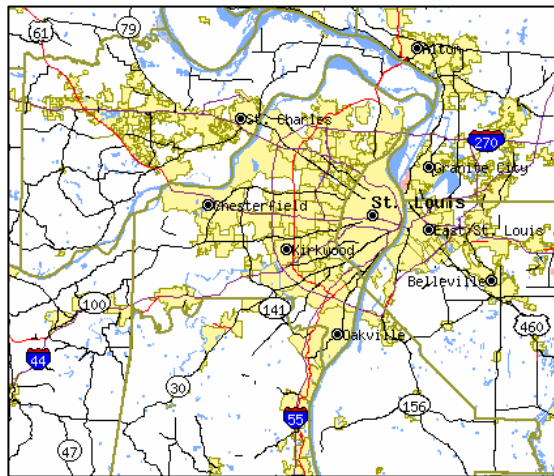 79
61
Alton
St. Charles
270
Granite City
Chesterfield
St. Louis
East St. Louis
Kirkwood
Belleville
100
141
460
Oakville
44
30
156
55
47